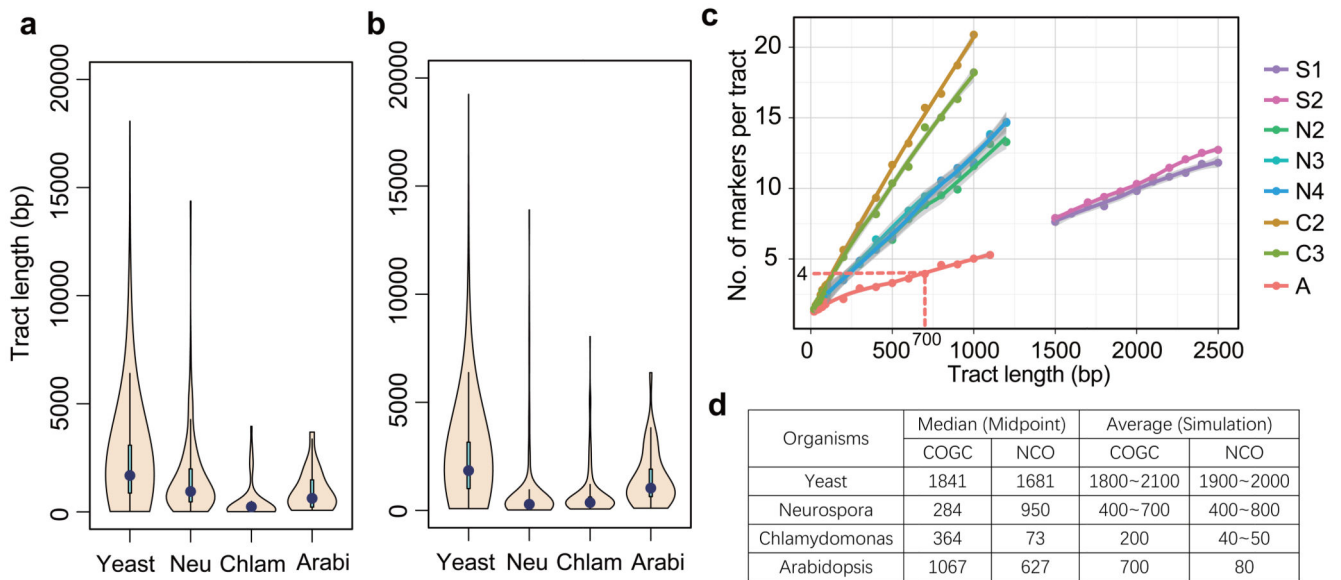 a
Tract length (bp)
20000
15000
10000
5000
0
Yeast Neu Chlam Arabi
b
20000
15000
10000
5000
0
Yeast Neu Chlam Arabi
c
No. of markers per tract
20
15
10
5
4
0 500 700 1000 1500 2000 2500
Tract length (bp)
S1
S2
N2
N3
N4
C2
C3
A
d
Organisms Median (Midpoint) Average (Simulation)
COGC NCO COGC NCO
Yeast 1841 1681 1800~2100 1900~2000
Neurospora 284 950 400~700 400~800
Chlamydomonas 364 73 200 40~50
Arabidopsis 1067 627 700 80